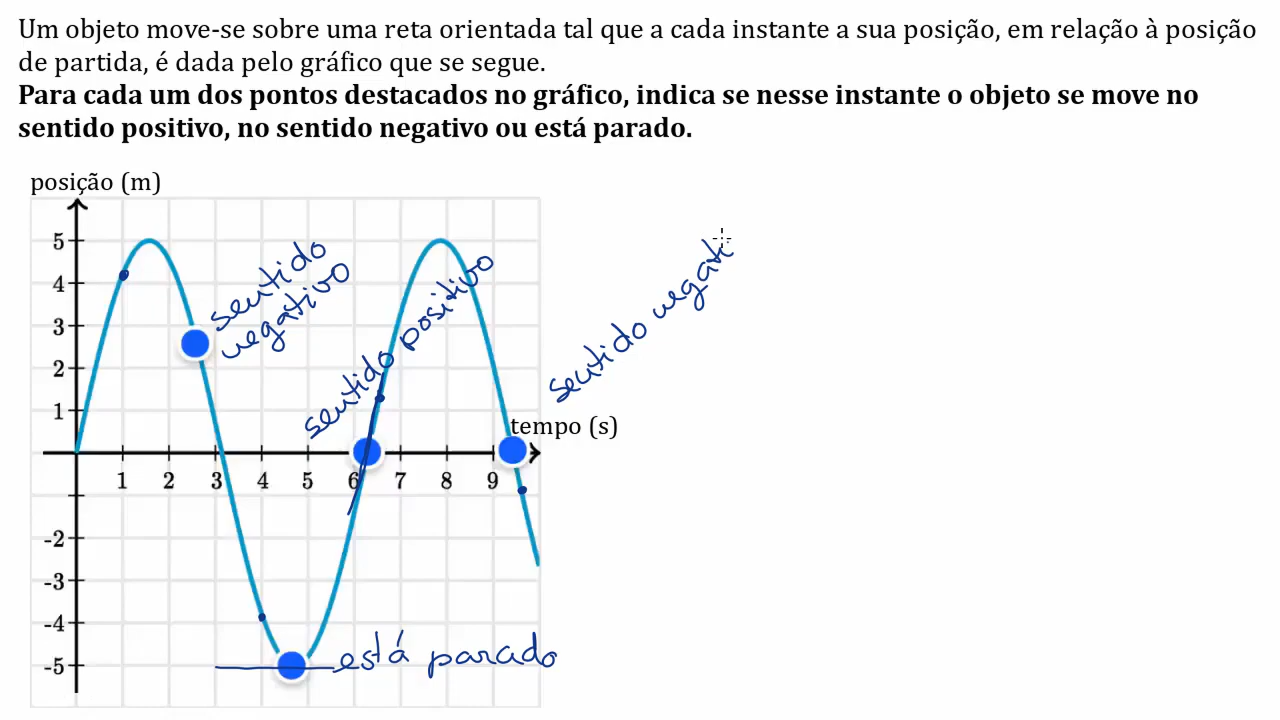 Um objeto move-se sobre uma reta orientada tal que a cada instante a sua posição, em relação à posição
de partida, é dada pelo gráfico que se segue.
Para cada um dos pontos destacados no gráfico, indica se nesse instante o objeto se move no
sentido positivo, no sentido negativo ou está parado.
posição (m)
5
4
3
2
1
-2
-3
-4
-5
1 2 3 4 5 6 7 8 9
tempo (s)
sentido
negativo
sentido positivo
sentido negati
está parado